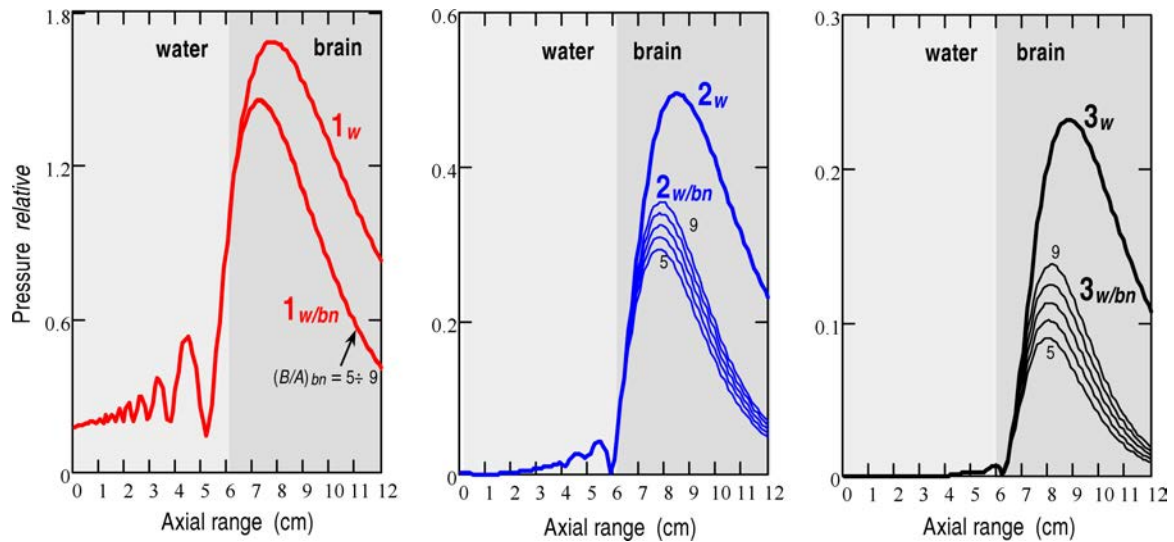 1.8
1.2
0.6
0
Pressure relative
water
brain
1w
1w/bn
(B/A)bn = 5÷ 9
0 1 2 3 4 5 6 7 8 9 10 11 12
Axial range (cm)
0.6
0.4
0.2
0
water
brain
2w
2w/bn
9
5
0 1 2 3 4 5 6 7 8 9 10 11 12
Axial range (cm)
0.3
0.2
0.1
0
water
brain
3w
9
3w/bn
5
0 1 2 3 4 5 6 7 8 9 10 11 12
Axial range (cm)